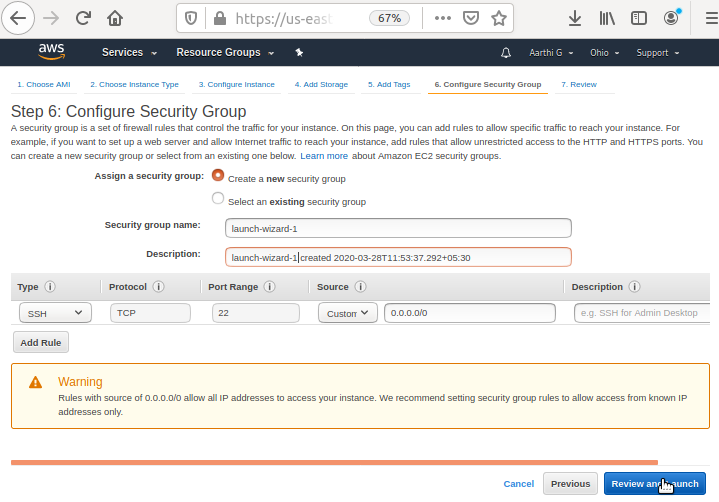 https://us-eas
67%
aws
Services
Resource Groups
Aarthi G
Ohio
Support
1. Choose AMI
2. Choose Instance Type
3. Configure Instance
4. Add Storage
5. Add Tags
6. Configure Security Group
7. Review
Step 6: Configure Security Group
A security group is a set of firewall rules that control the traffic for your instance. On this page, you can add rules to allow specific traffic to reach your instance. For
example, if you want to set up a web server and allow Internet traffic to reach your instance, add rules that allow unrestricted access to the HTTP and HTTPS ports. You
can create a new security group or select from an existing one below. Learn more about Amazon EC2 security groups.
Assign a security group:
Create a new security group
Select an existing security group
Security group name:
launch-wizard-1
Description:
launch-wizard-1 created 2020-03-28T11:53:37.292+05:30
Type
Protocol
Port Range
Source
Description
SSH
TCP
22
Custom
0.0.0.0/0
e.g. SSH for Admin Desktop
Add Rule
Warning
Rules with source of 0.0.0.0/0 allow all IP addresses to access your instance. We recommend setting security group rules to allow access from known IP
addresses only.
Cancel
Previous
Review and Launch